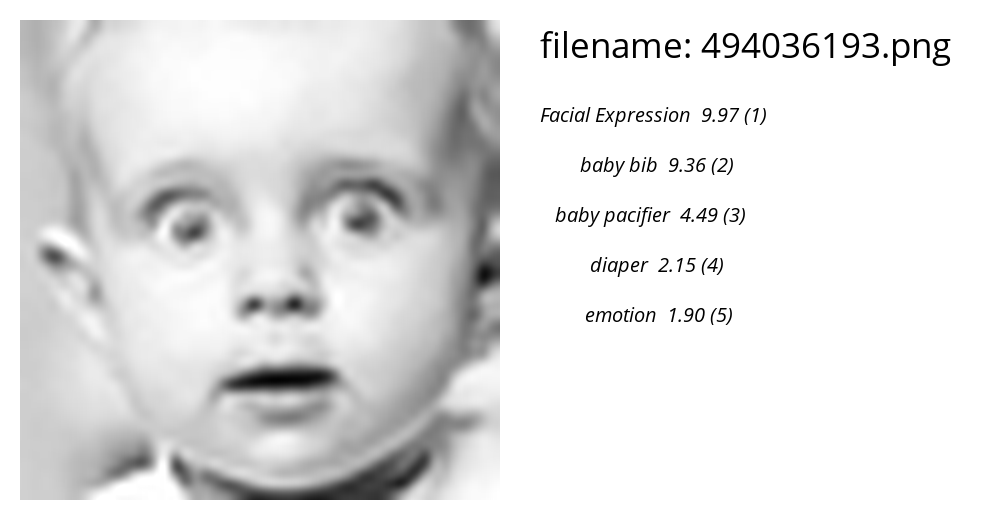 filename: 494036193.png
Facial Expression 9.97 (1)
baby bib 9.36 (2)
baby pacifier 4.49 (3)
diaper 2.15 (4)
emotion 1.90 (5)